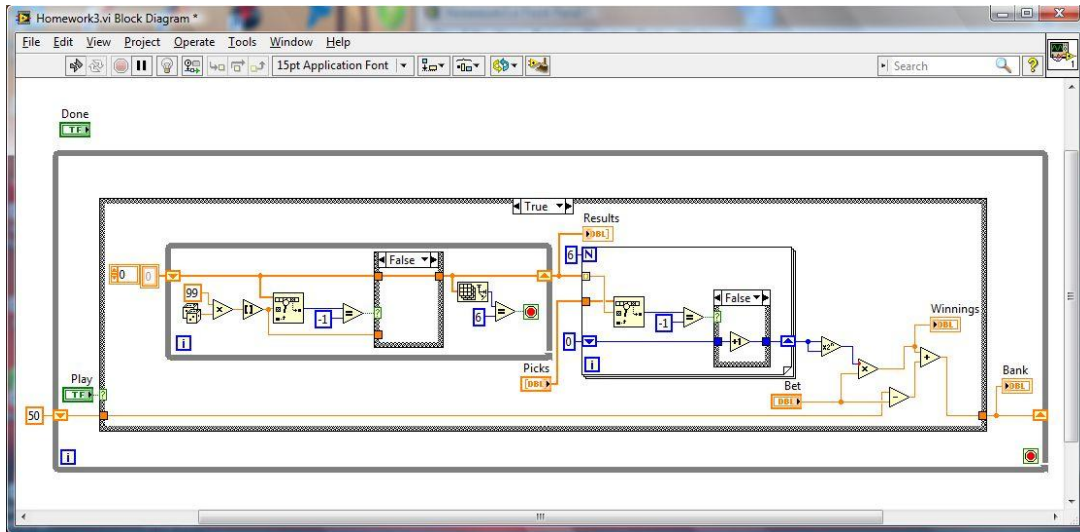 Homework3.vi Block Diagram *
File Edit View Project Operate Tools Window Help
15pt Application Font
Search
1
Done
TF
True
Results
DBL
0 0
False
6 N
99
-1
6
i
False
-1
+1
0
i
x2^n
Winnings
DBL
Play
TF
Picks
DBL
Bet
DBL
Bank
DBL
50
i